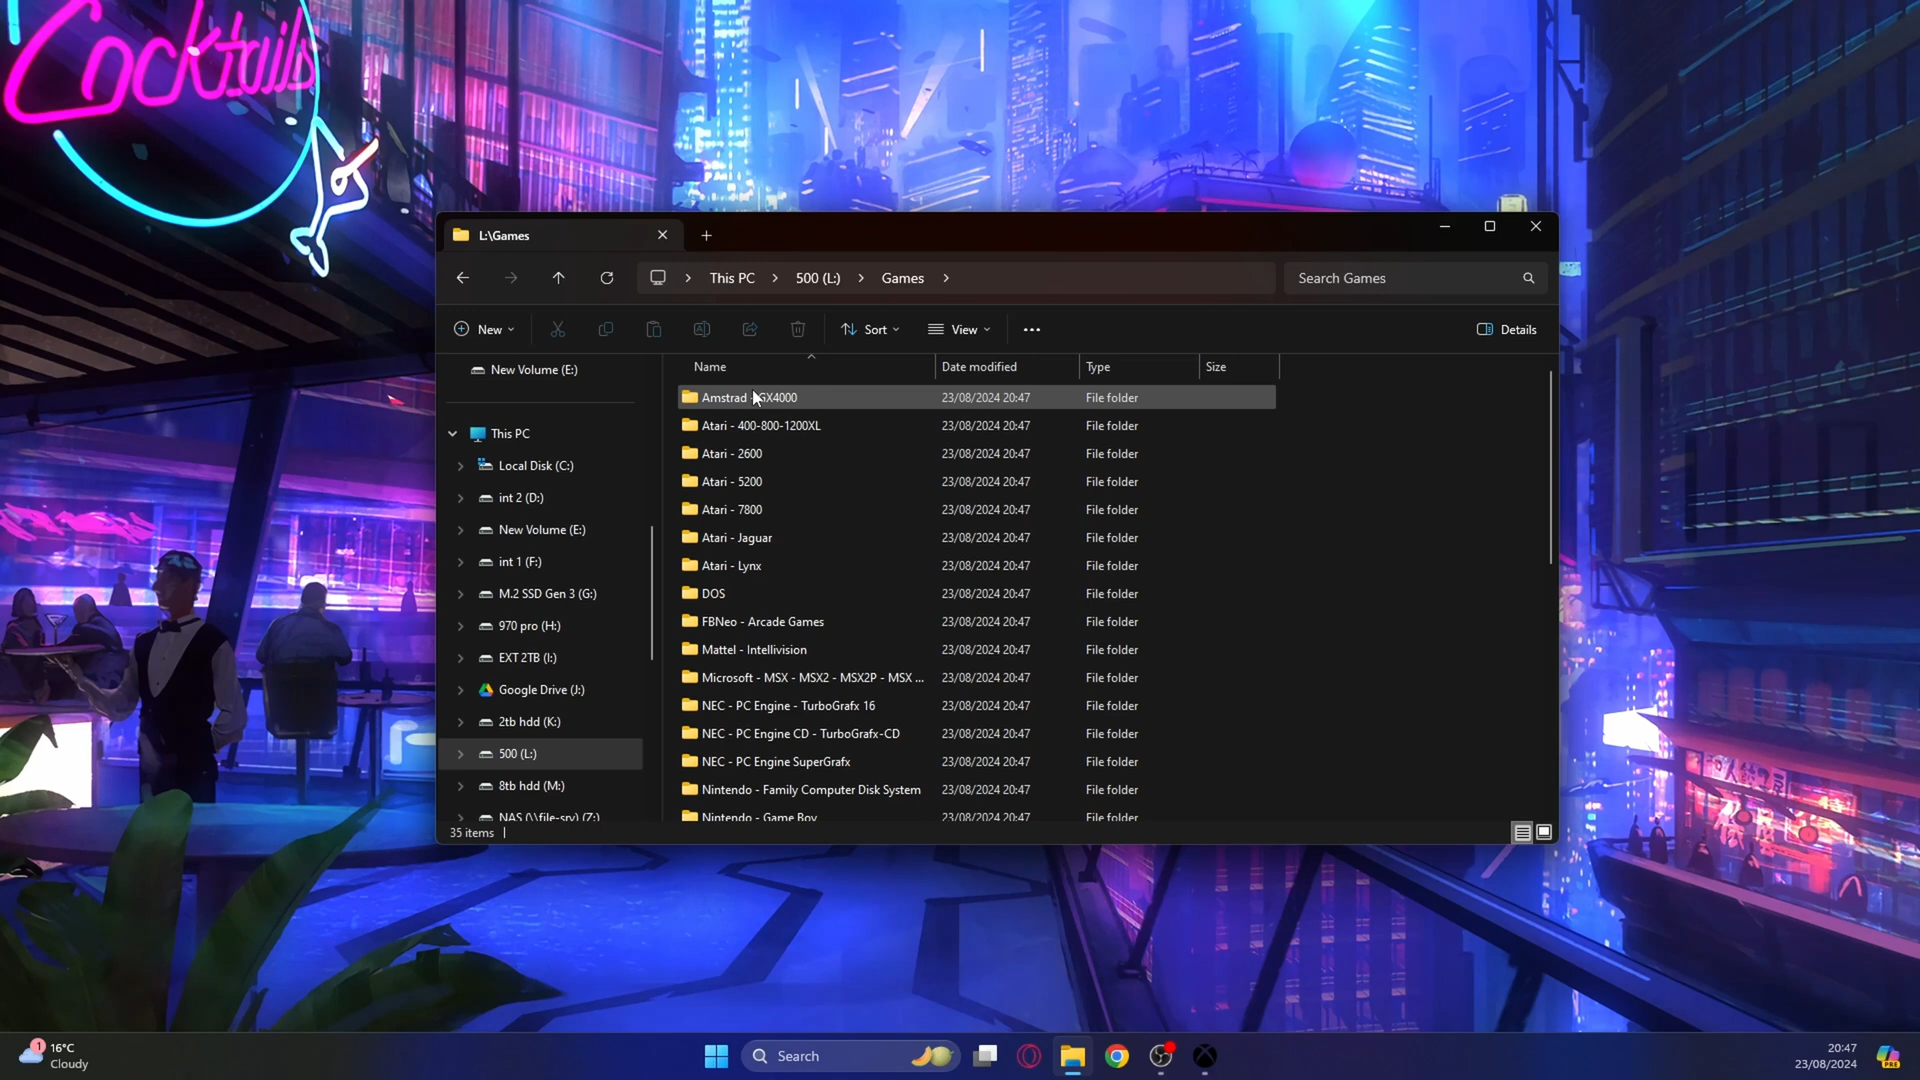 Cocktails
L:\Games
This PC
500 (L:)
Games
Search Games
New
Sort
View
Details
New Volume (E:)
This PC
Local Disk (C:)
int 2 (D:)
New Volume (E:)
int 1 (F:)
M.2 SSD Gen 3 (G:)
970 pro (H:)
EXT 2TB (I:)
Google Drive (J:)
2tb hdd (K:)
500 (L:)
8tb hdd (M:)
NAS (\\file-srv) (Z:)
Name Date modified Type Size
Amstrad GX4000 23/08/2024 20:47 File folder
Atari - 400-800-1200XL 23/08/2024 20:47 File folder
Atari - 2600 23/08/2024 20:47 File folder
Atari - 5200 23/08/2024 20:47 File folder
Atari - 7800 23/08/2024 20:47 File folder
Atari - Jaguar 23/08/2024 20:47 File folder
Atari - Lynx 23/08/2024 20:47 File folder
DOS 23/08/2024 20:47 File folder
FBNeo - Arcade Games 23/08/2024 20:47 File folder
Mattel - Intellivision 23/08/2024 20:47 File folder
Microsoft - MSX - MSX2 - MSX2P - MSX ... 23/08/2024 20:47 File folder
NEC - PC Engine - TurboGrafx 16 23/08/2024 20:47 File folder
NEC - PC Engine CD - TurboGrafx-CD 23/08/2024 20:47 File folder
NEC - PC Engine SuperGrafx 23/08/2024 20:47 File folder
Nintendo - Family Computer Disk System 23/08/2024 20:47 File folder
Nintendo - Game Boy 23/08/2024 20:47 File folder
35 items
1
16°C
Cloudy
Search
20:47
23/08/2024
PRE